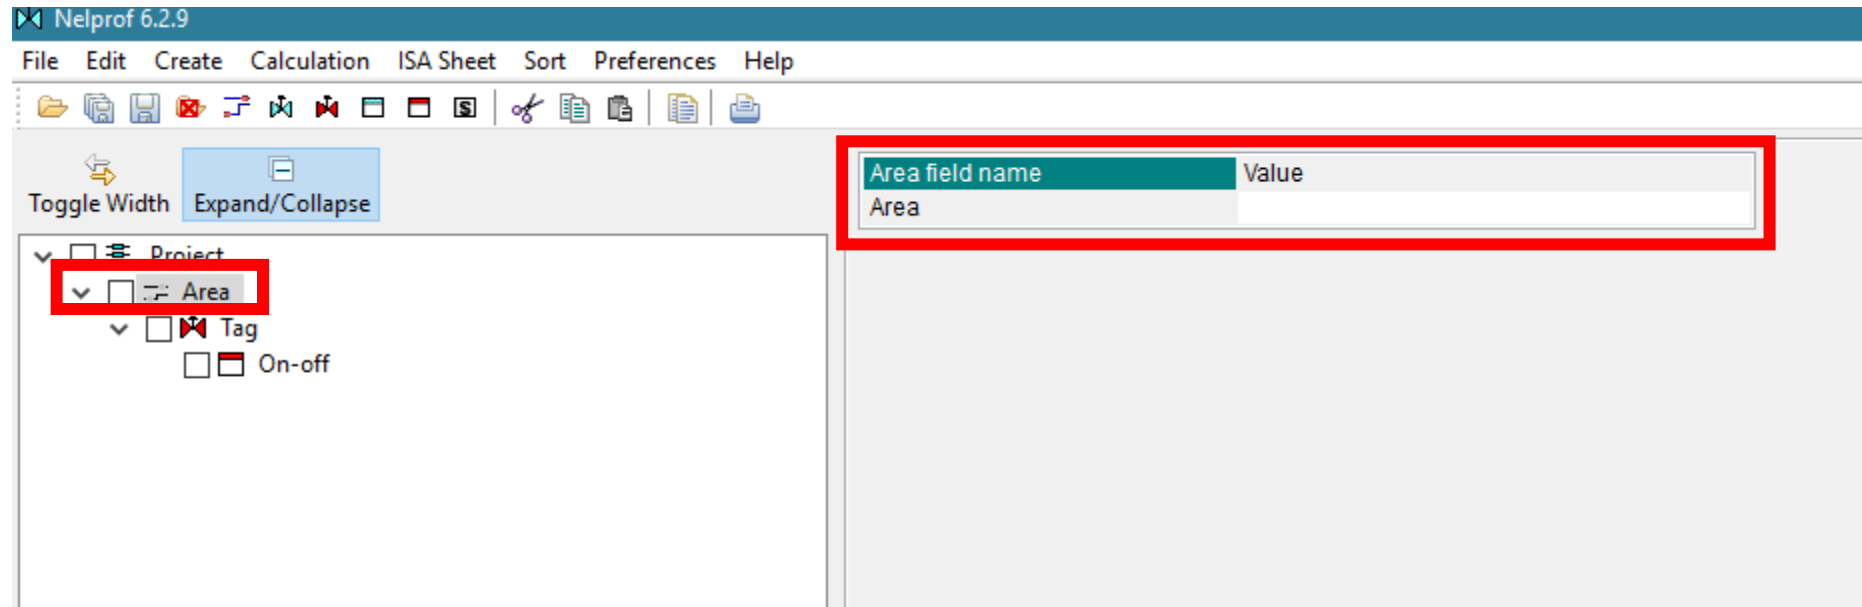 Nelprof 6.2.9
File Edit Create Calculation ISA Sheet Sort Preferences Help
S
Toggle Width Expand/Collapse
Area field name Value
Area
Project
Area
Tag
On-off